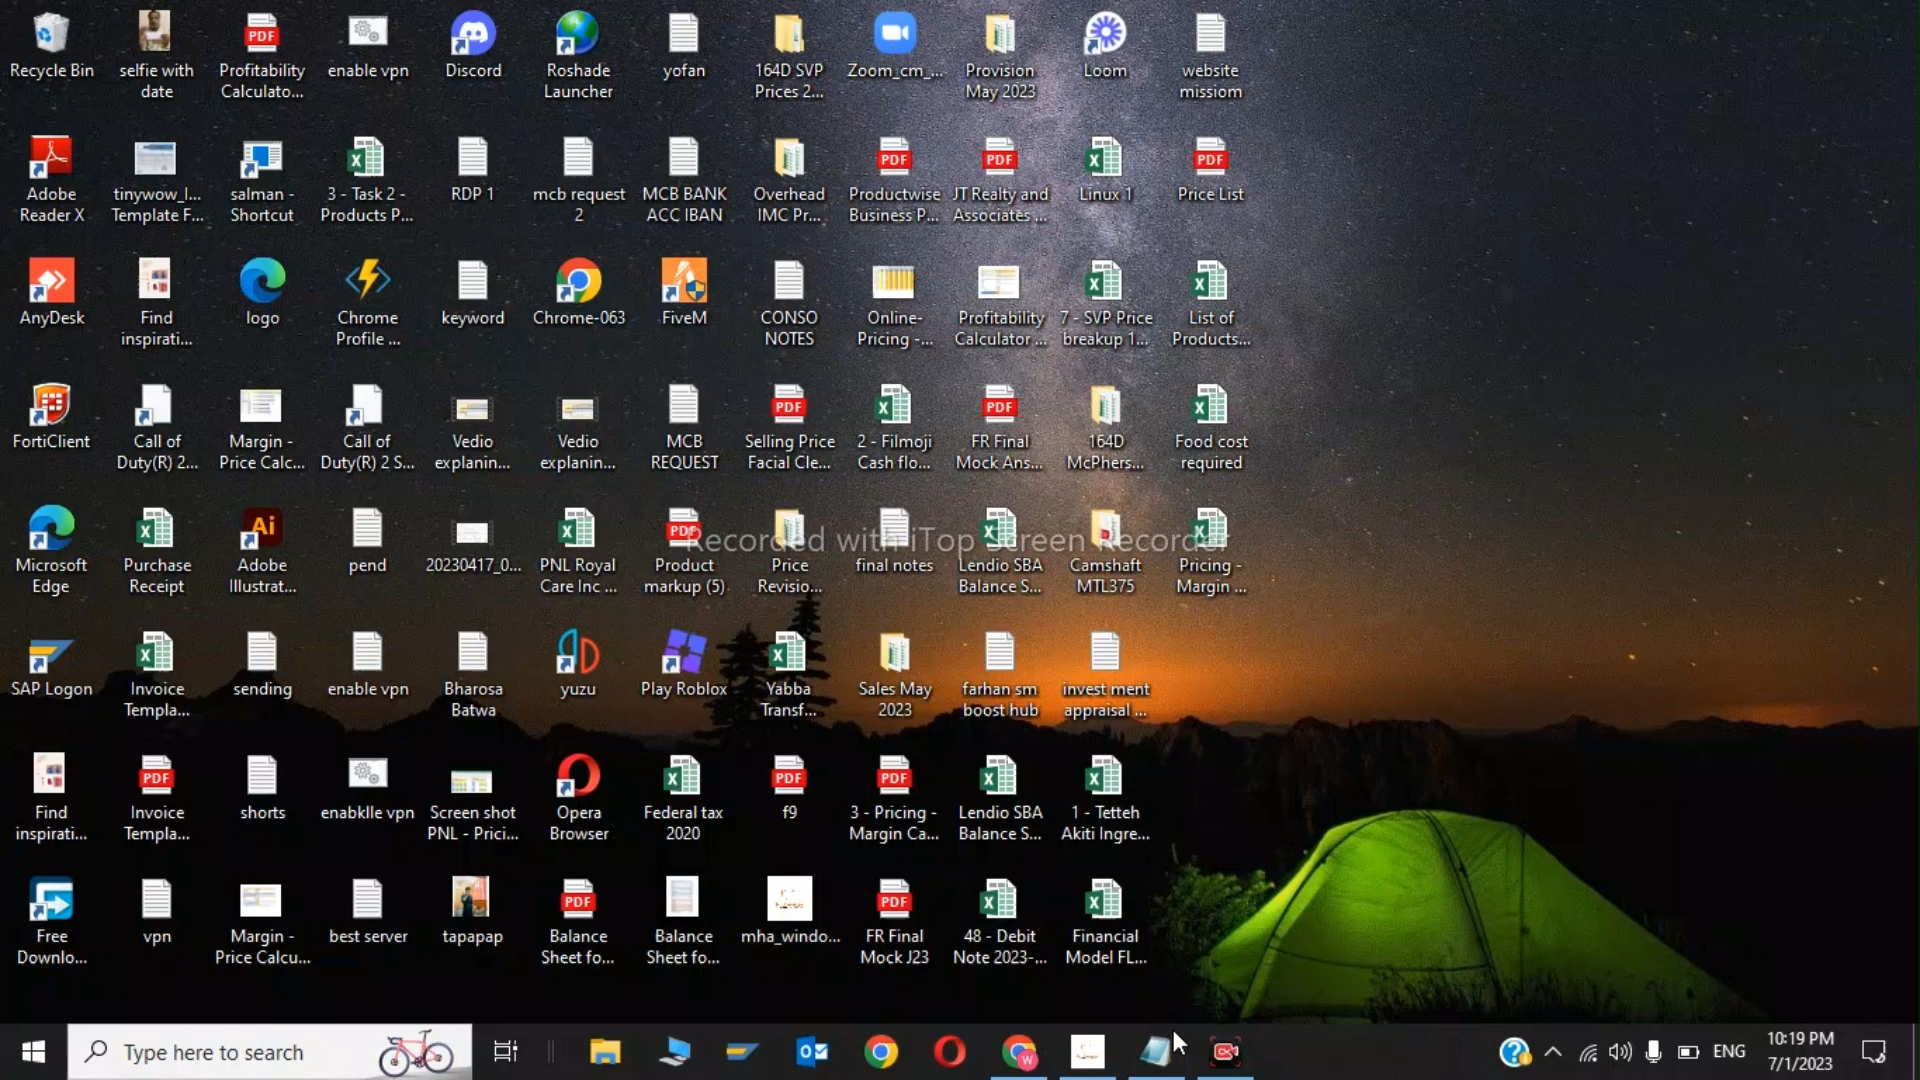 Recycle Bin
selfie with
date
Profitability
Calculato...
enable vpn
Discord
Roshade
Launcher
yofan
164D SVP
Prices 2...
Zoom_cm_...
Provision
May 2023
Loom
website
missiom
Adobe
Reader X
tinywow_I...
Template F...
salman -
Shortcut
3 - Task 2 -
Products P...
RDP 1
mcb request
2
MCB BANK
ACC IBAN
Overhead
IMC Pr...
Productwise
Business P...
JT Realty and
Associates ...
Linux 1
Price List
AnyDesk
Find
inspirati...
logo
Chrome
Profile ...
keyword
Chrome-063
FiveM
CONSO
NOTES
Online-
Pricing -...
Profitability
Calculator ...
7 - SVP Price
breakup 1...
List of
Products...
FortiClient
Call of
Duty(R) 2...
Margin -
Price Calc...
Call of
Duty(R) 2 S...
Vedio
explanin...
Vedio
explanin...
MCB
REQUEST
Selling Price
Facial Cle...
2 - Filmoji
Cash flo...
FR Final
Mock Ans...
164D
McPhers...
Food cost
required
Recorded with iTop Screen Recorder
Microsoft
Edge
Purchase
Receipt
Adobe
Illustrat...
pend
20230417_0...
PNL Royal
Care Inc ...
Product
markup (5)
Price
Revisio...
final notes
Lendio SBA
Balance S...
Camshaft
MTL375
Pricing -
Margin ...
SAP Logon
Invoice
Templa...
sending
enable vpn
Bharosa
Batwa
yuzu
Play Roblox
Yabba
Transf...
Sales May
2023
farhan sm
boost hub
invest ment
appraisal ...
Find
inspirati...
Invoice
Templa...
shorts
enabklle vpn
Screen shot
PNL - Prici...
Opera
Browser
Federal tax
2020
f9
3 - Pricing -
Margin Ca...
Lendio SBA
Balance S...
1 - Tetteh
Akiti Ingre...
Free
Downlo...
vpn
Margin -
Price Calcu...
best server
tapapap
Balance
Sheet fo...
Balance
Sheet fo...
mha_windo...
FR Final
Mock J23
48 - Debit
Note 2023-...
Financial
Model FL...
Type here to search
ENG
10:19 PM
7/1/2023